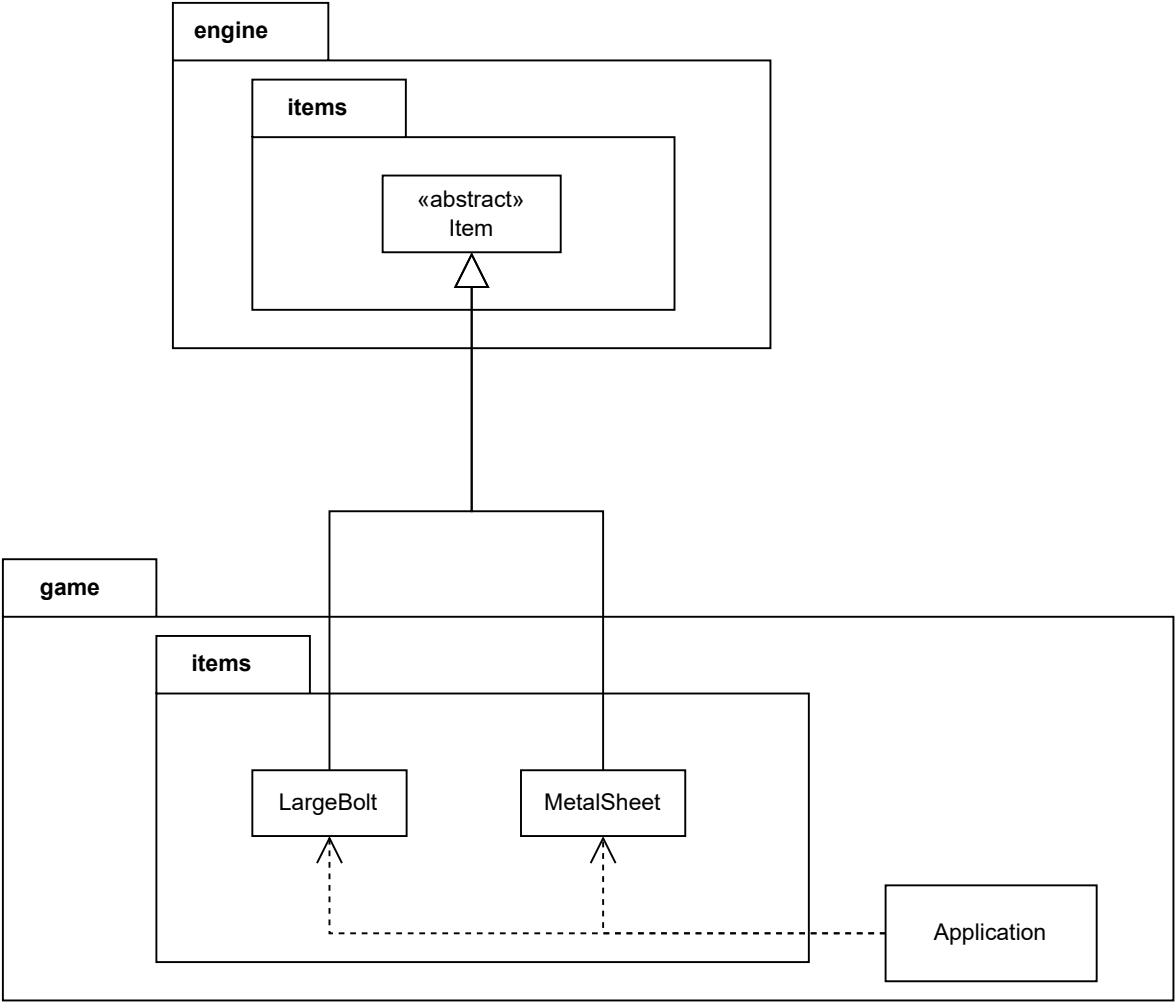 engine
items
«abstract»
Item
game
items
LargeBolt
MetalSheet
Application